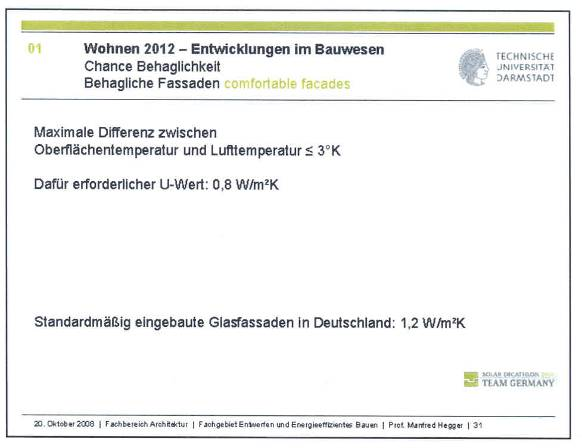 01
Wohnen 2012 – Entwicklungen im Bauwesen
Chance Behaglichkeit
Behagliche Fassaden comfortable facades
TECHNISCHE
UNIVERSITÄT
DARMSTADT
Maximale Differenz zwischen
Oberflächentemperatur und Lufttemperatur ≤ 3°K
Dafür erforderlicher U-Wert: 0,8 W/m²K
Standardmäßig eingebaute Glasfassaden in Deutschland: 1,2 W/m²K
SOLAR DECATHLON
TEAM GERMANY
20. Oktober 2008 | Fachbereich Architektur | Fachgebiet Entwerfen und Energieeffizientes Bauen | Prof. Manfred Hegger | 31